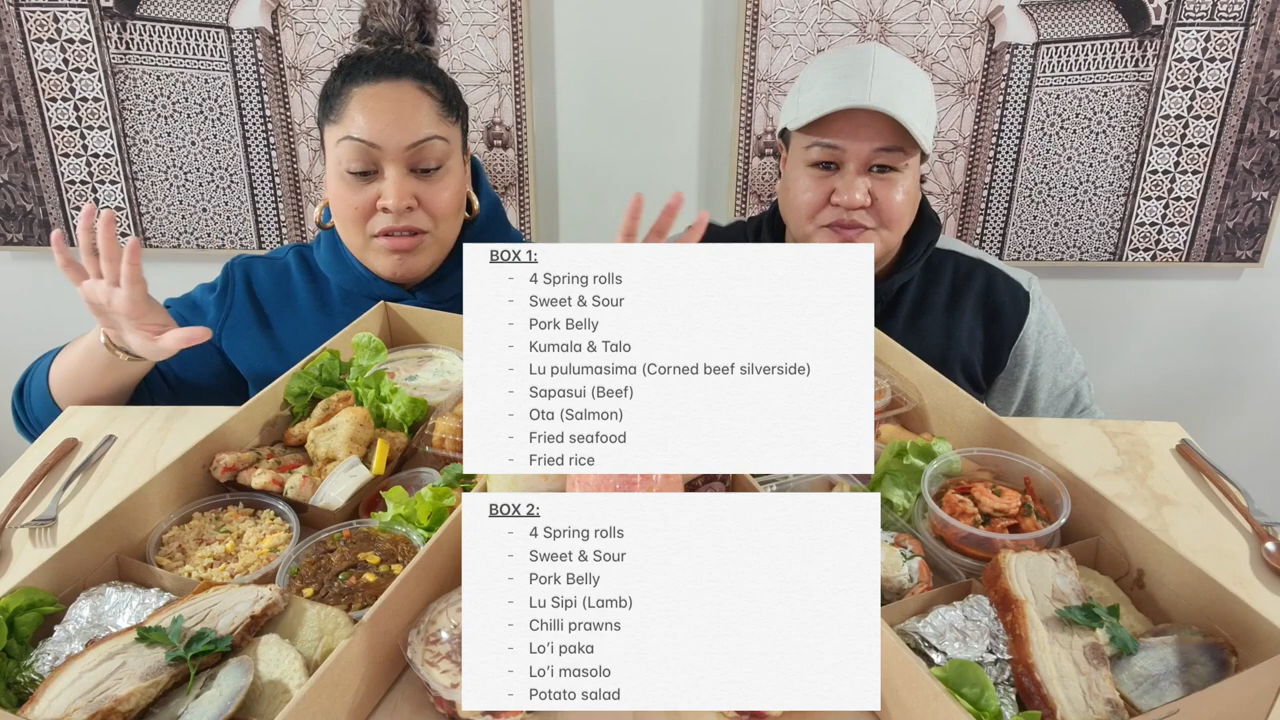 BOX 1:
- 4 Spring rolls
- Sweet & Sour
- Pork Belly
- Kumala & Talo
- Lu pulumasima (Corned beef silverside)
- Sapasui (Beef)
- Ota (Salmon)
- Fried seafood
- Fried rice
BOX 2:
- 4 Spring rolls
- Sweet & Sour
- Pork Belly
- Lu Sipi (Lamb)
- Chilli prawns
- Lo’i paka
- Lo’i masolo
- Potato salad